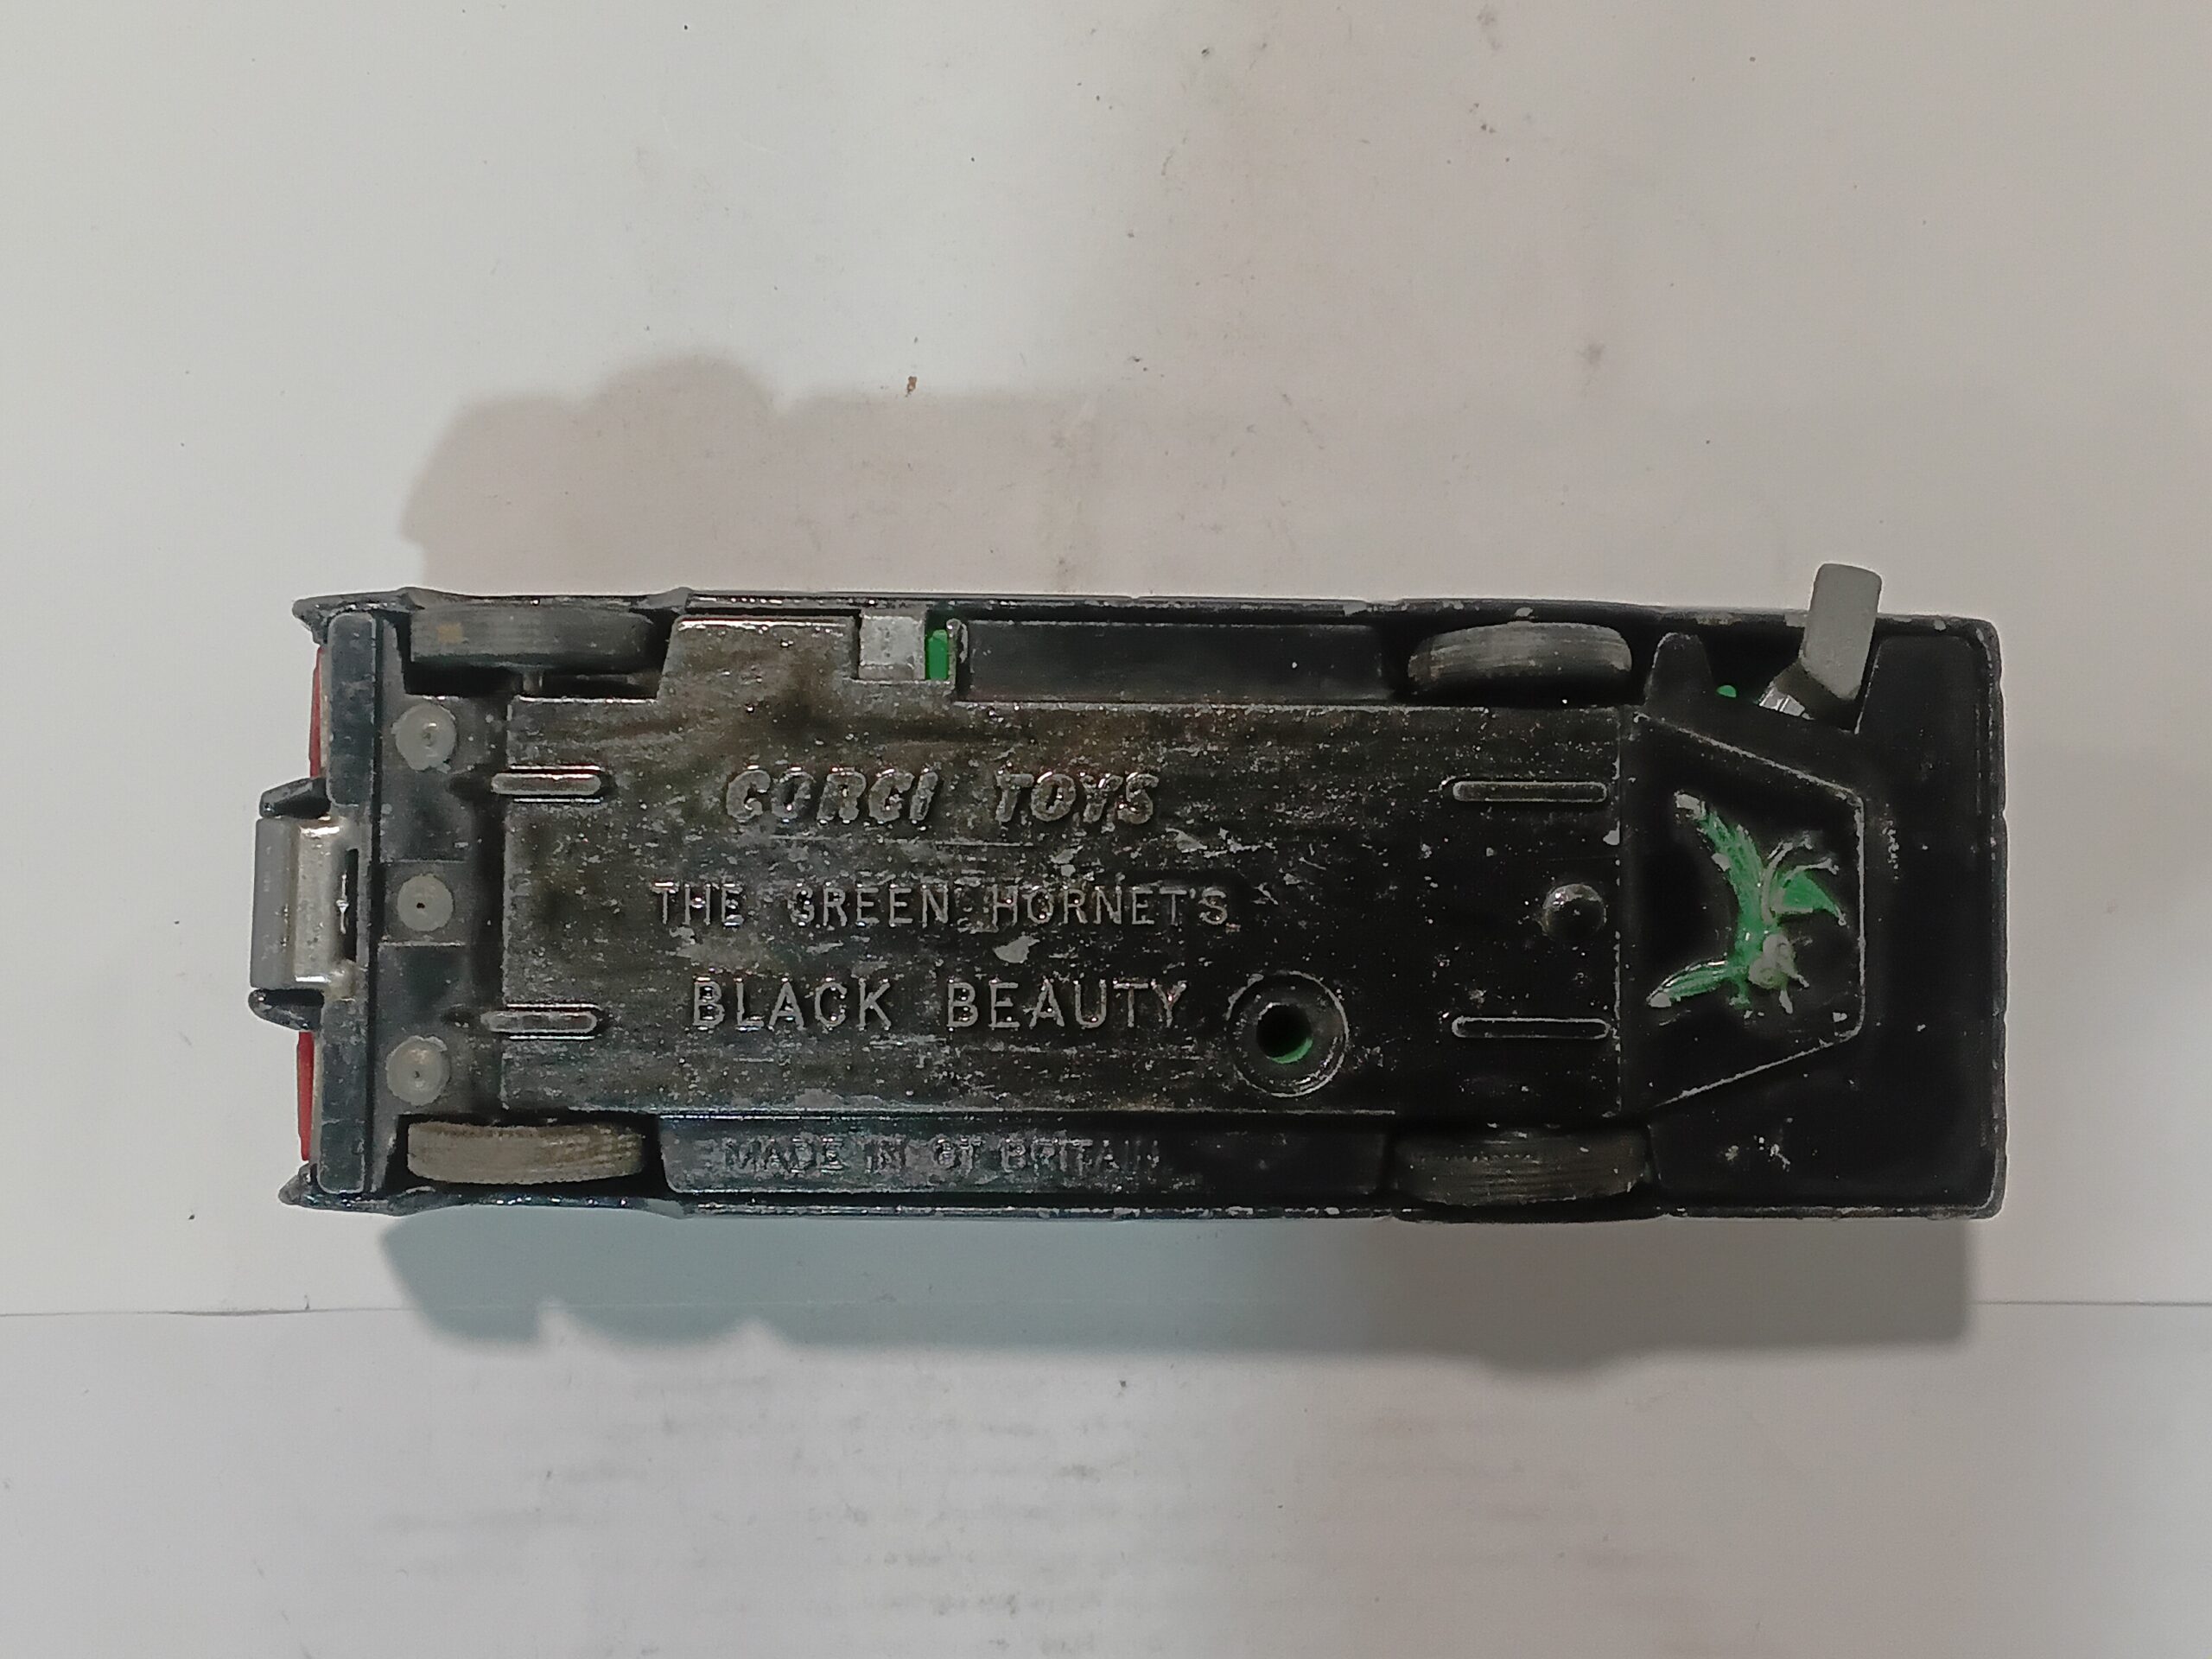 CORGI TOYS
THE GREEN HORNET'S
BLACK BEAUTY
MADE IN GT BRITAIN